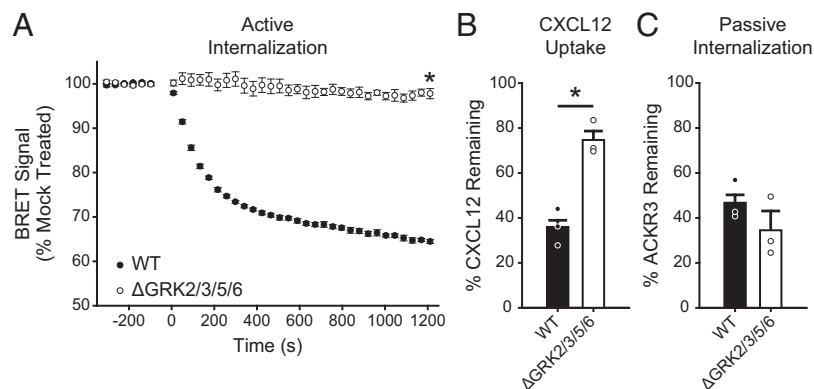 A
Active
Internalization
BRET Signal
(% Mock Treated)
100
90
80
70
60
50
*
WT
ΔGRK2/3/5/6
-200 0 200 400 600 800 1000 1200
Time (s)
B
CXCL12
Uptake
% CXCL12 Remaining
100
80
60
40
20
0
*
WT
ΔGRK2/3/5/6
C
Passive
Internalization
% ACKR3 Remaining
100
80
60
40
20
0
WT
ΔGRK2/3/5/6